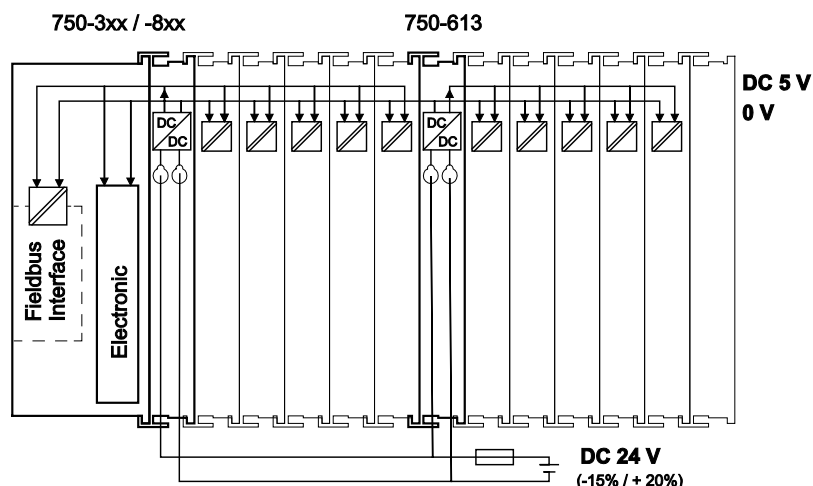 750-3xx / -8xx
750-613
DC 5 V
0 V
DC
DC
DC
DC
Fieldbus
Interface
Electronic
DC 24 V
(-15% / + 20%)